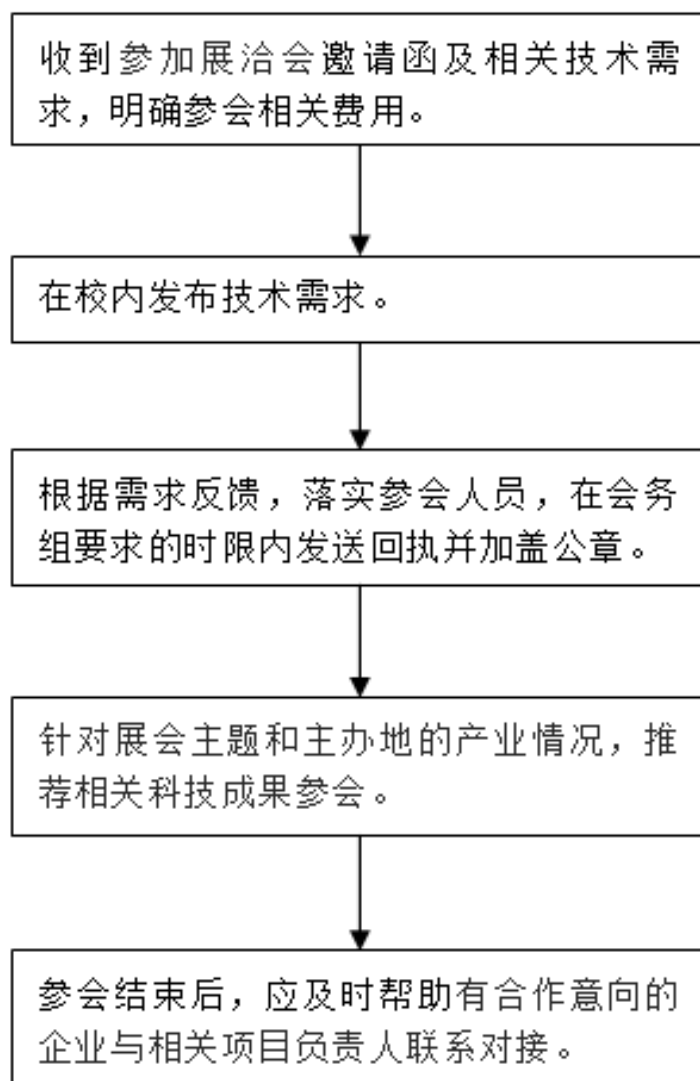 收到参加展洽会邀请函及相关技术需
求，明确参会相关费用。
在校内发布技术需求。
根据需求反馈，落实参会人员，在会务
组要求的时限内发送回执并加盖公章。
针对展会主题和主办地的产业情况，推
荐相关科技成果参会。
参会结束后，应及时帮助有合作意向的
企业与相关项目负责人联系对接。